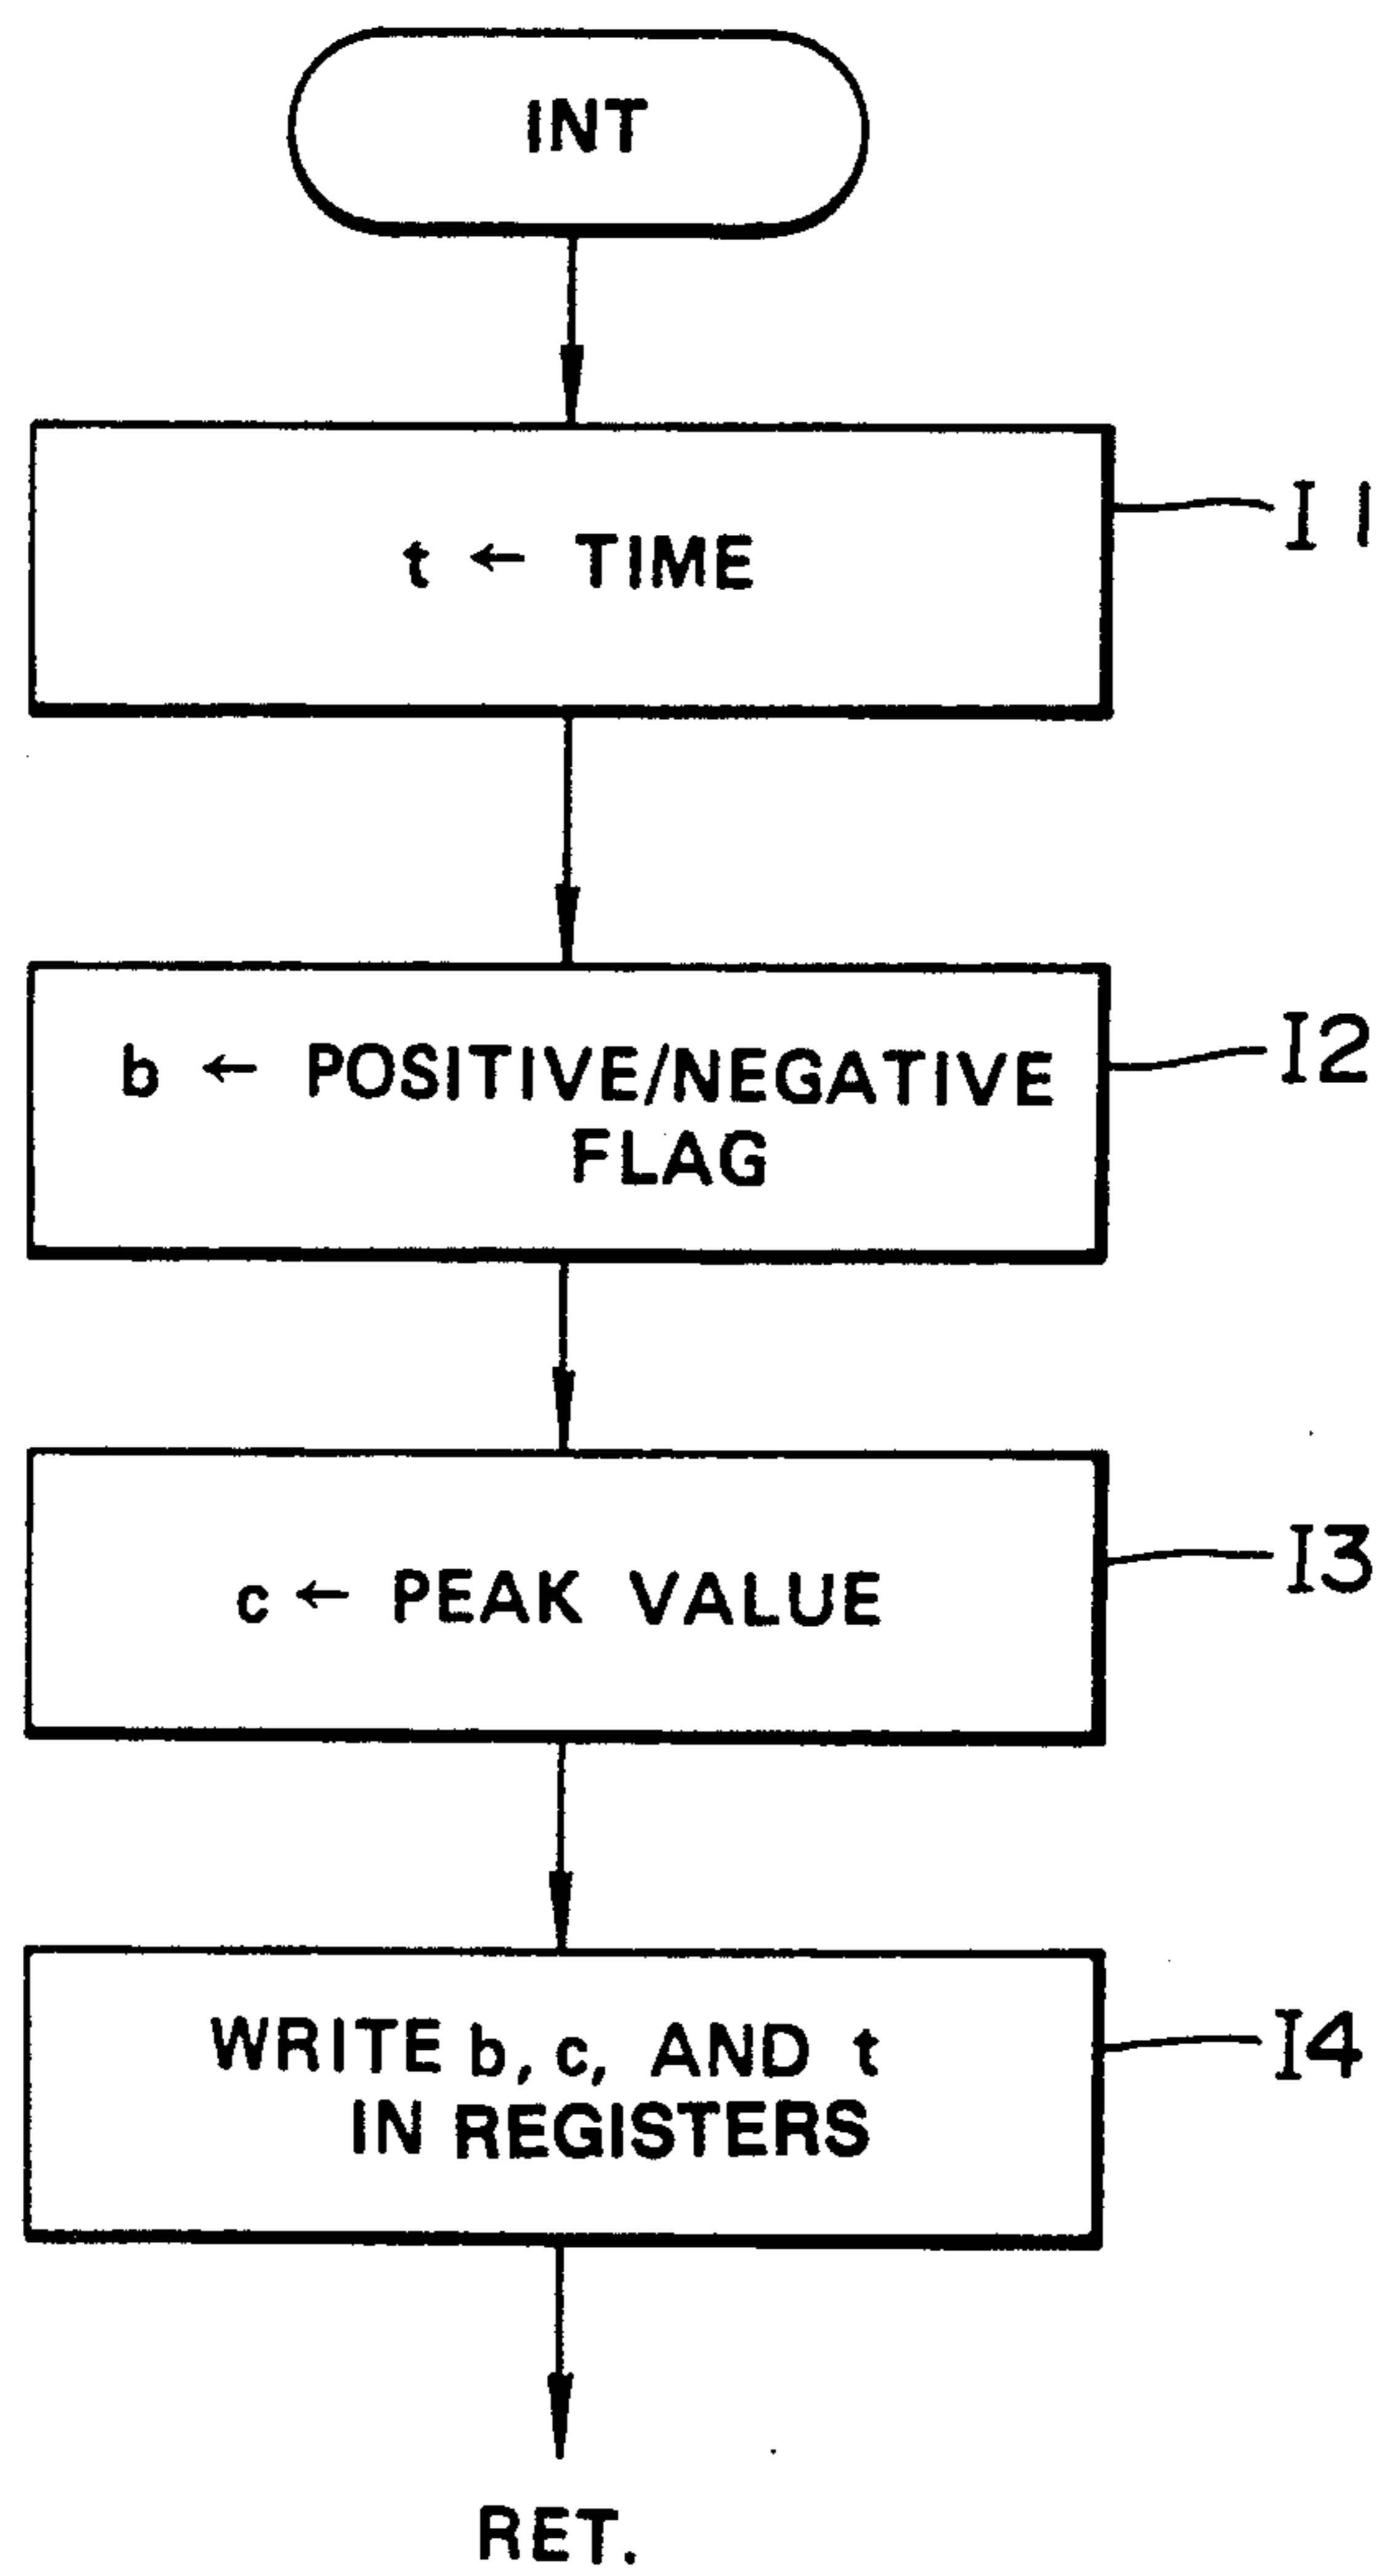 INT
t ← TIME
I1
b ← POSITIVE/NEGATIVE
FLAG
I2
c ← PEAK VALUE
I3
WRITE b, c, AND t
IN REGISTERS
I4
RET.